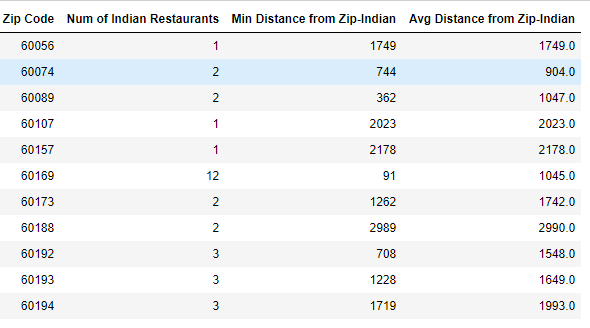 Zip Code Num of Indian Restaurants Min Distance from Zip-Indian Avg Distance from Zip-Indian
60056 1 1749 1749.0
60074 2 744 904.0
60089 2 362 1047.0
60107 1 2023 2023.0
60157 1 2178 2178.0
60169 12 91 1045.0
60173 2 1262 1742.0
60188 2 2989 2990.0
60192 3 708 1548.0
60193 3 1228 1649.0
60194 3 1719 1993.0